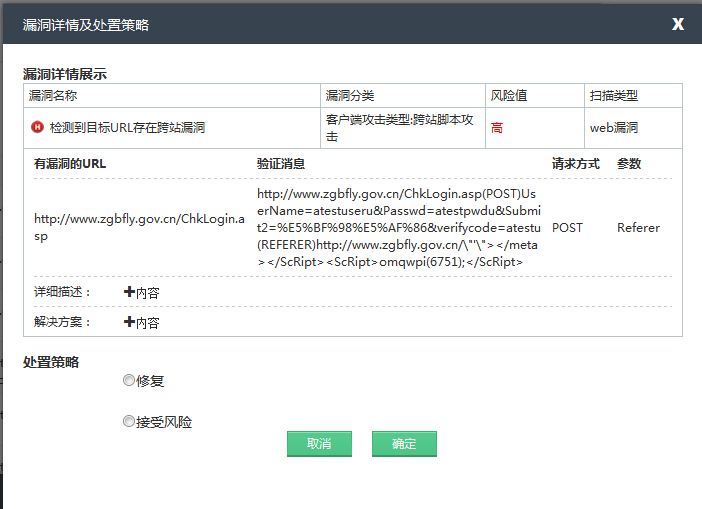 漏洞详情及处置策略 X
漏洞详情展示
漏洞名称 漏洞分类 风险值 扫描类型
H 检测到目标URL存在跨站漏洞 客户端攻击类型:跨站脚本攻 高 web漏洞
击
有漏洞的URL 验证消息 请求方式 参数
http://www.zgbfly.gov.cn/ChkLogin.a
sp
http://www.zgbfly.gov.cn/ChkLogin.asp(POST)Us
erName=atestuseru&Passwd=atestpwdu&Submi
t2=%E5%BF%98%E5%AF%86&verifycode=atestu
(REFERER)http://www.zgbfly.gov.cn/\"'\"></meta
></ScRipt><ScRipt>omqwpi(6751);</ScRipt>
POST
Referer
详细描述： ✚内容
解决方案： ✚内容
处置策略
修复
接受风险
取消 确定